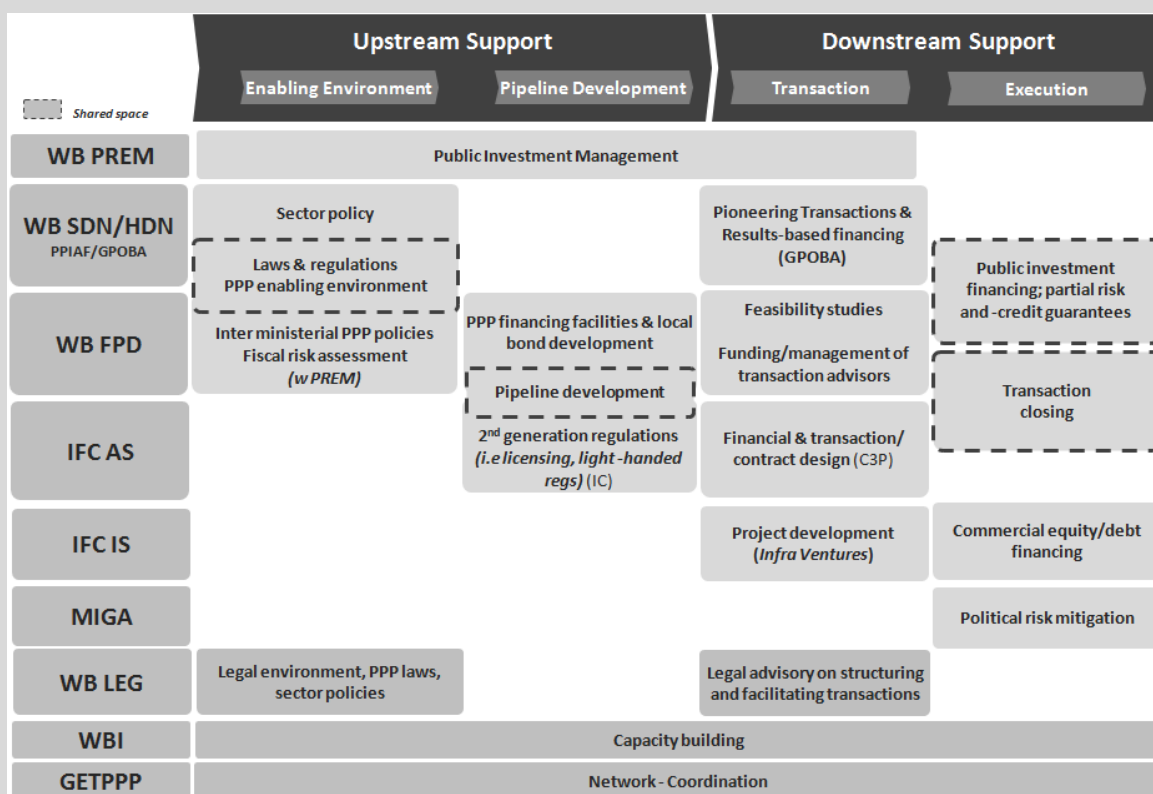 Upstream Support
Downstream Support
Enabling Environment
Pipeline Development
Transaction
Execution
Shared space
WB PREM
Public Investment Management
WB SDN/HDN
PPIAF/GPOBA
Sector policy
Laws & regulations
PPP enabling environment
Pioneering Transactions &
Results-based financing
(GPOBA)
Public investment
financing; partial risk
and -credit guarantees
WB FPD
Inter ministerial PPP policies
Fiscal risk assessment
(w PREM)
PPP financing facilities & local
bond development
Pipeline development
Feasibility studies
Funding/management of
transaction advisors
Transaction
closing
IFC AS
2nd generation regulations
(i.e licensing, light -handed
regs) (IC)
Financial & transaction/
contract design (C3P)
IFC IS
Project development
(Infra Ventures)
Commercial equity/debt
financing
MIGA
Political risk mitigation
WB LEG
Legal environment, PPP laws,
sector policies
Legal advisory on structuring
and facilitating transactions
WBI
Capacity building
GETPPP
Network - Coordination